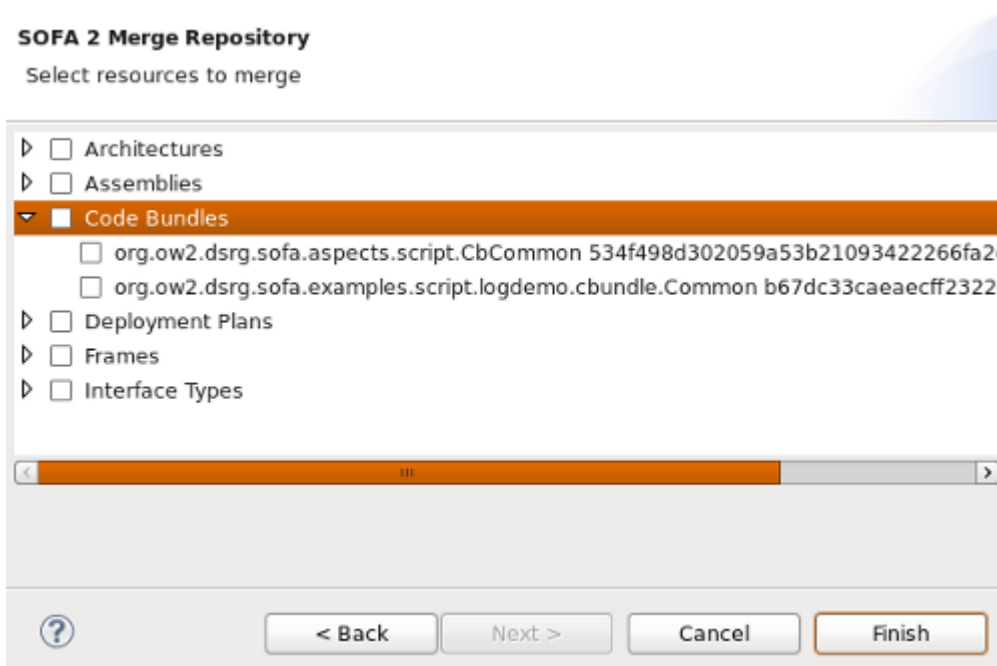 SOFA 2 Merge Repository
Select resources to merge
Architectures
Assemblies
Code Bundles
org.ow2.dsrg.sofa.aspects.script.CbCommon 534f498d302059a53b21093422266fa2
org.ow2.dsrg.sofa.examples.script.logdemo.cbundle.Common b67dc33caeaecff2322
Deployment Plans
Frames
Interface Types
?
< Back
Next >
Cancel
Finish